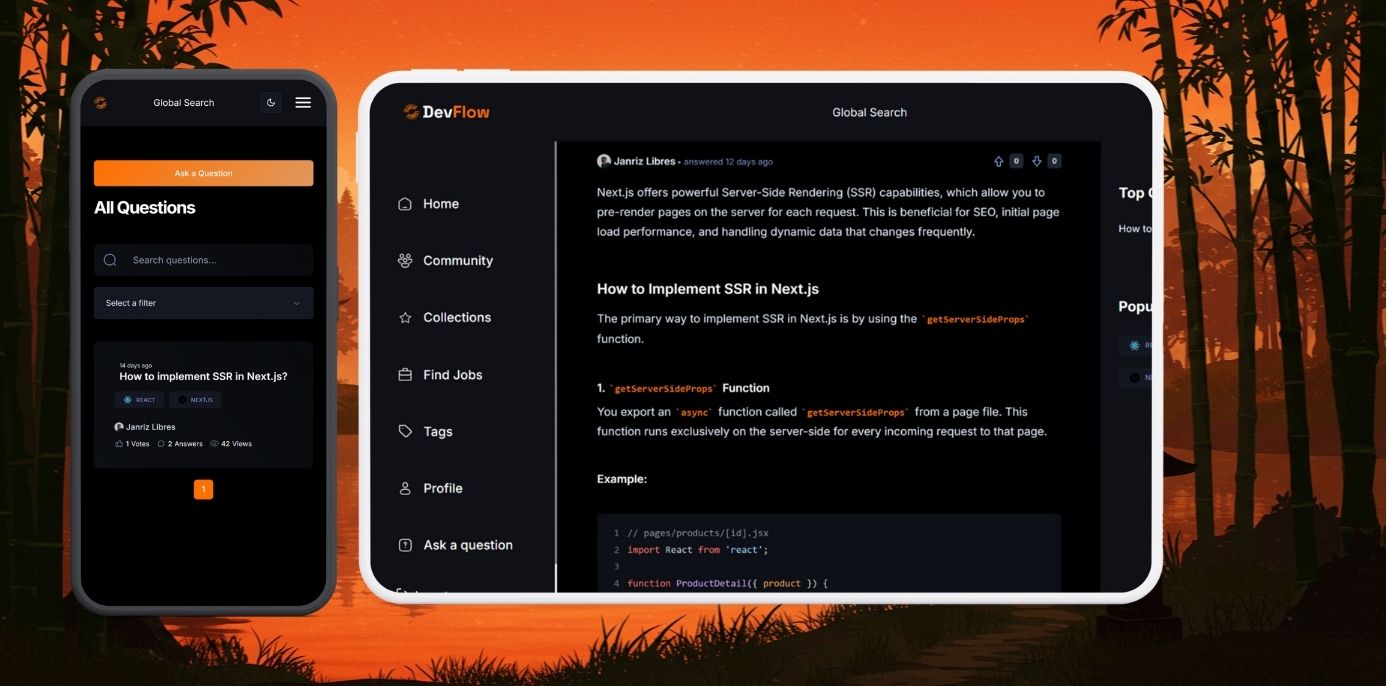 Global Search
Ask a Question
All Questions
Search questions...
Select a filter
14 days ago
How to implement SSR in Next.js?
REACT NEXTJS
Janriz Libres
1 Votes 2 Answers 42 Views
1
DevFlow
Global Search
Home
Community
Collections
Find Jobs
Tags
Profile
Ask a question
Janriz Libres • answered 12 days ago 0 0
Next.js offers powerful Server-Side Rendering (SSR) capabilities, which allow you to
pre-render pages on the server for each request. This is beneficial for SEO, initial page
load performance, and handling dynamic data that changes frequently.
How to Implement SSR in Next.js
The primary way to implement SSR in Next.js is by using the `getServerSideProps`
function.
1. `getServerSideProps` Function
You export an `async` function called `getServerSideProps` from a page file. This
function runs exclusively on the server-side for every incoming request to that page.
Example:
1 // pages/products/[id].jsx
2 import React from 'react';
3
4 function ProductDetail({ product }) {
Top
How to
Popu